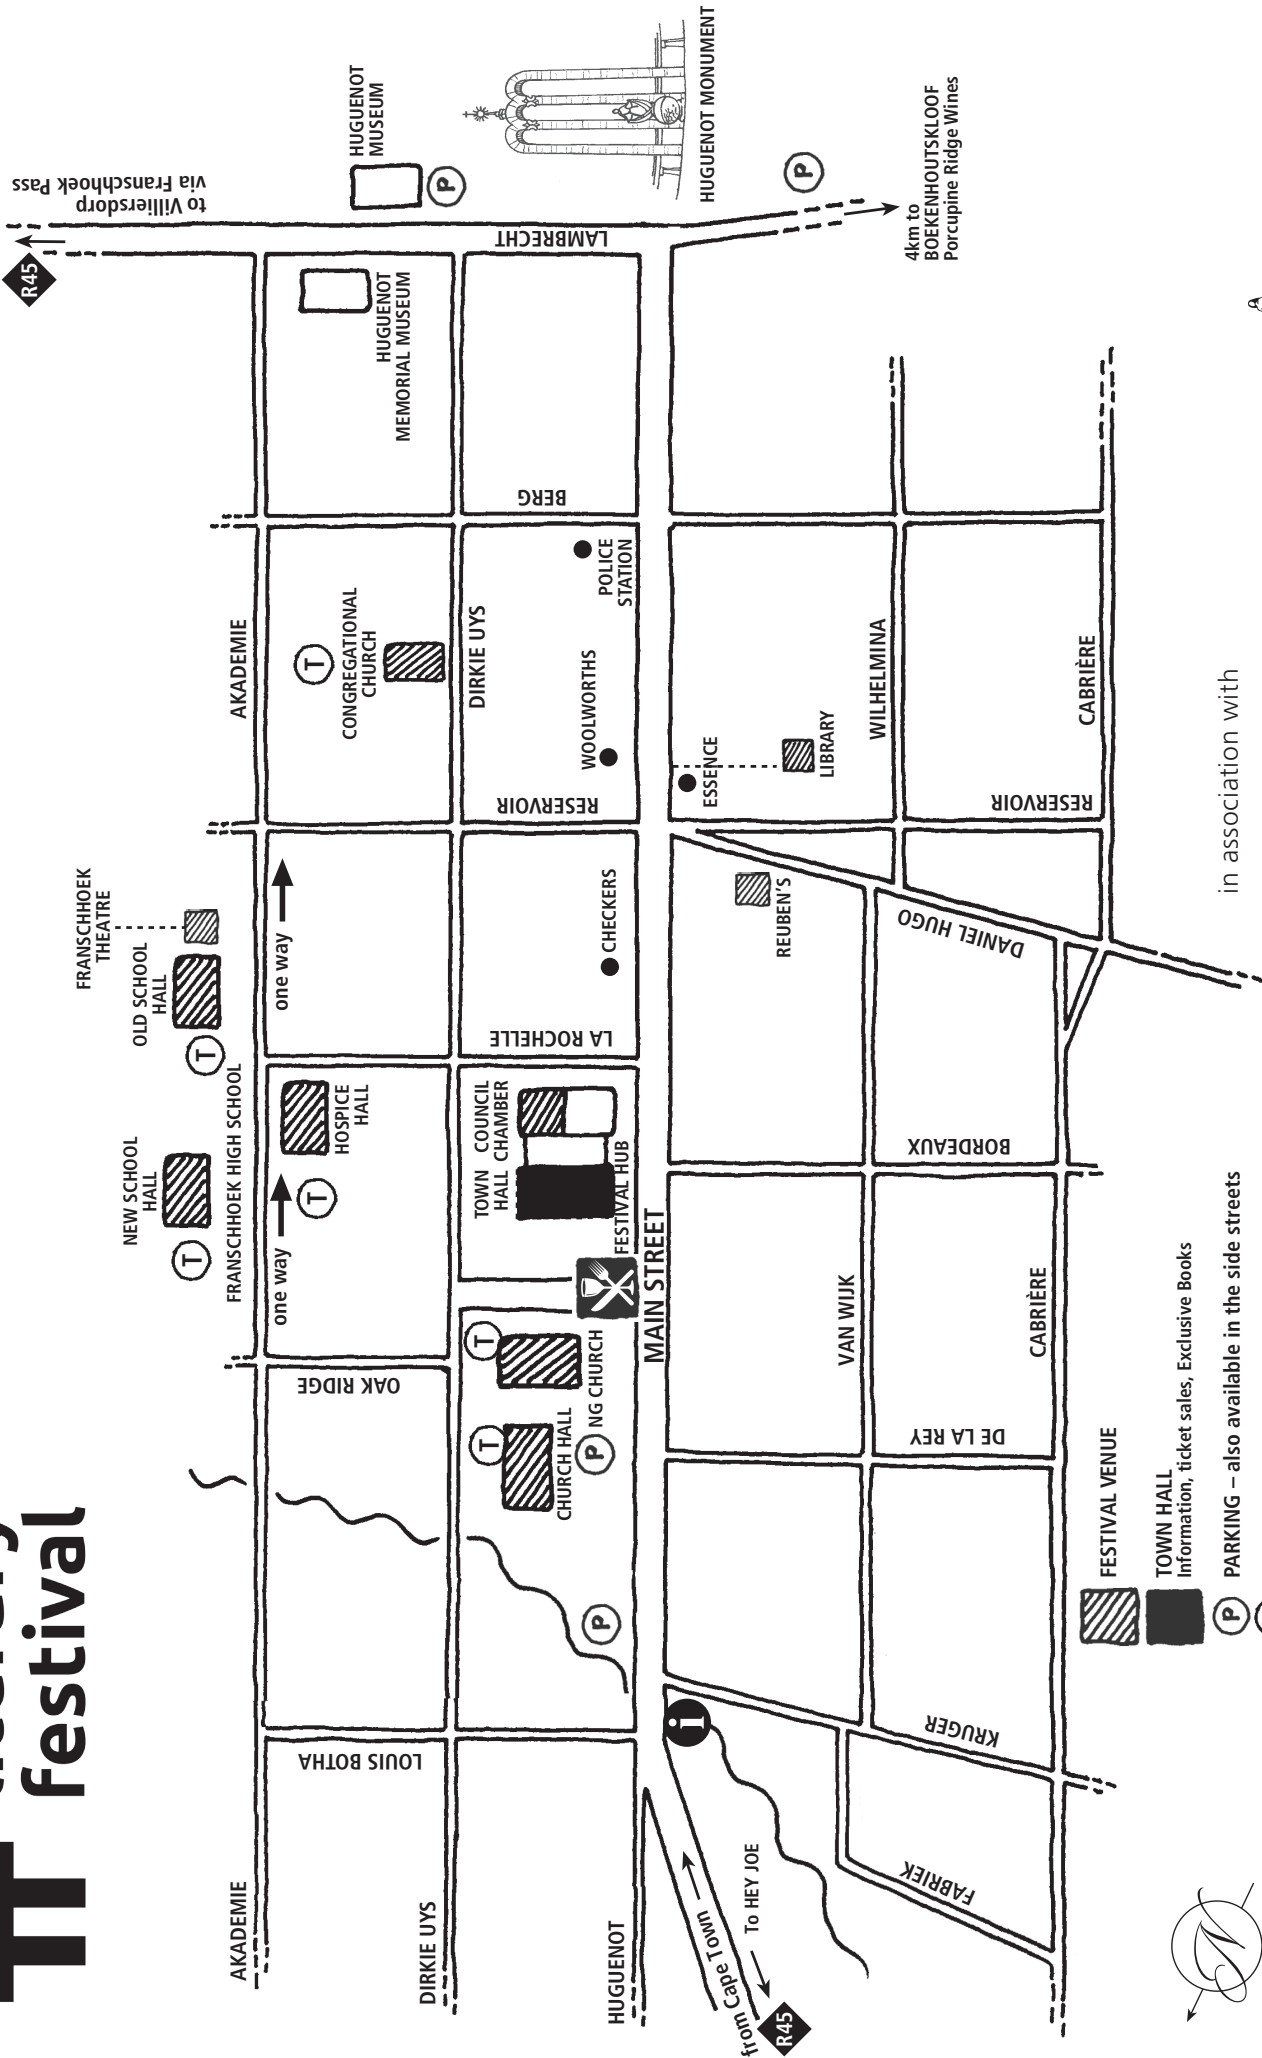 festival
R45
to Villiersdorp
via Franschhoek Pass
HUGUENOT
MUSEUM
P
HUGUENOT MONUMENT
LAMBRECHT
HUGUENOT
MEMORIAL MUSEUM
P
4km to
BOEKENHOUTSKLOOF
Porcupine Ridge Wines
BERG
AKADEMIE
T
CONGREGATIONAL
CHURCH
DIRKIE UYS
POLICE
STATION
WOOLWORTHS
RESERVOIR
ESSENCE
LIBRARY
WILHELMINA
CABRIÈRE
RESERVOIR
FRANSCHHOEK
THEATRE
OLD SCHOOL
HALL
T
one way
CHECKERS
REUBEN'S
DANIEL HUGO
LA ROCHELLE
NEW SCHOOL
HALL
T
FRANSCHHOEK HIGH SCHOOL
HOSPICE
HALL
T
one way
TOWN
HALL
COUNCIL
CHAMBER
FESTIVAL HUB
MAIN STREET
BORDEAUX
OAK RIDGE
T
NG CHURCH
T
CHURCH HALL
P
VAN WIJK
CABRIÈRE
DE LA REY
P
LOUIS BOTHA
i
KRUGER
FABRIEK
AKADEMIE
DIRKIE UYS
HUGUENOT
from Cape Town
To HEY JOE
R45
FESTIVAL VENUE
TOWN HALL
Information, ticket sales, Exclusive Books
P
PARKING – also available in the side streets
in association with
N